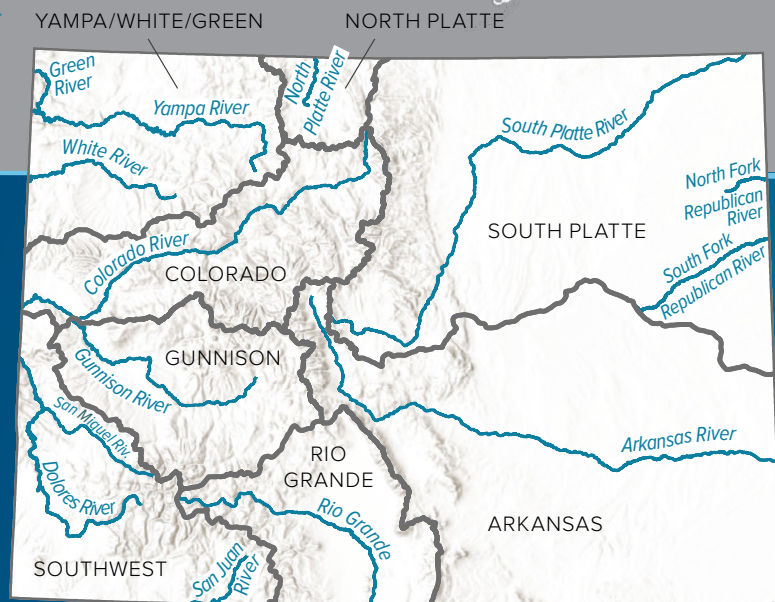 YAMPA/WHITE/GREEN
NORTH PLATTE
Green
River
North
Platte River
Yampa River
South Platte River
White River
North Fork
Republican
River
SOUTH PLATTE
South Fork
Republican River
Colorado River
COLORADO
GUNNISON
Gunnison River
San Miguel Riv.
Arkansas River
RIO
GRANDE
Dolores River
Rio Grande
ARKANSAS
SOUTHWEST
San Juan
River